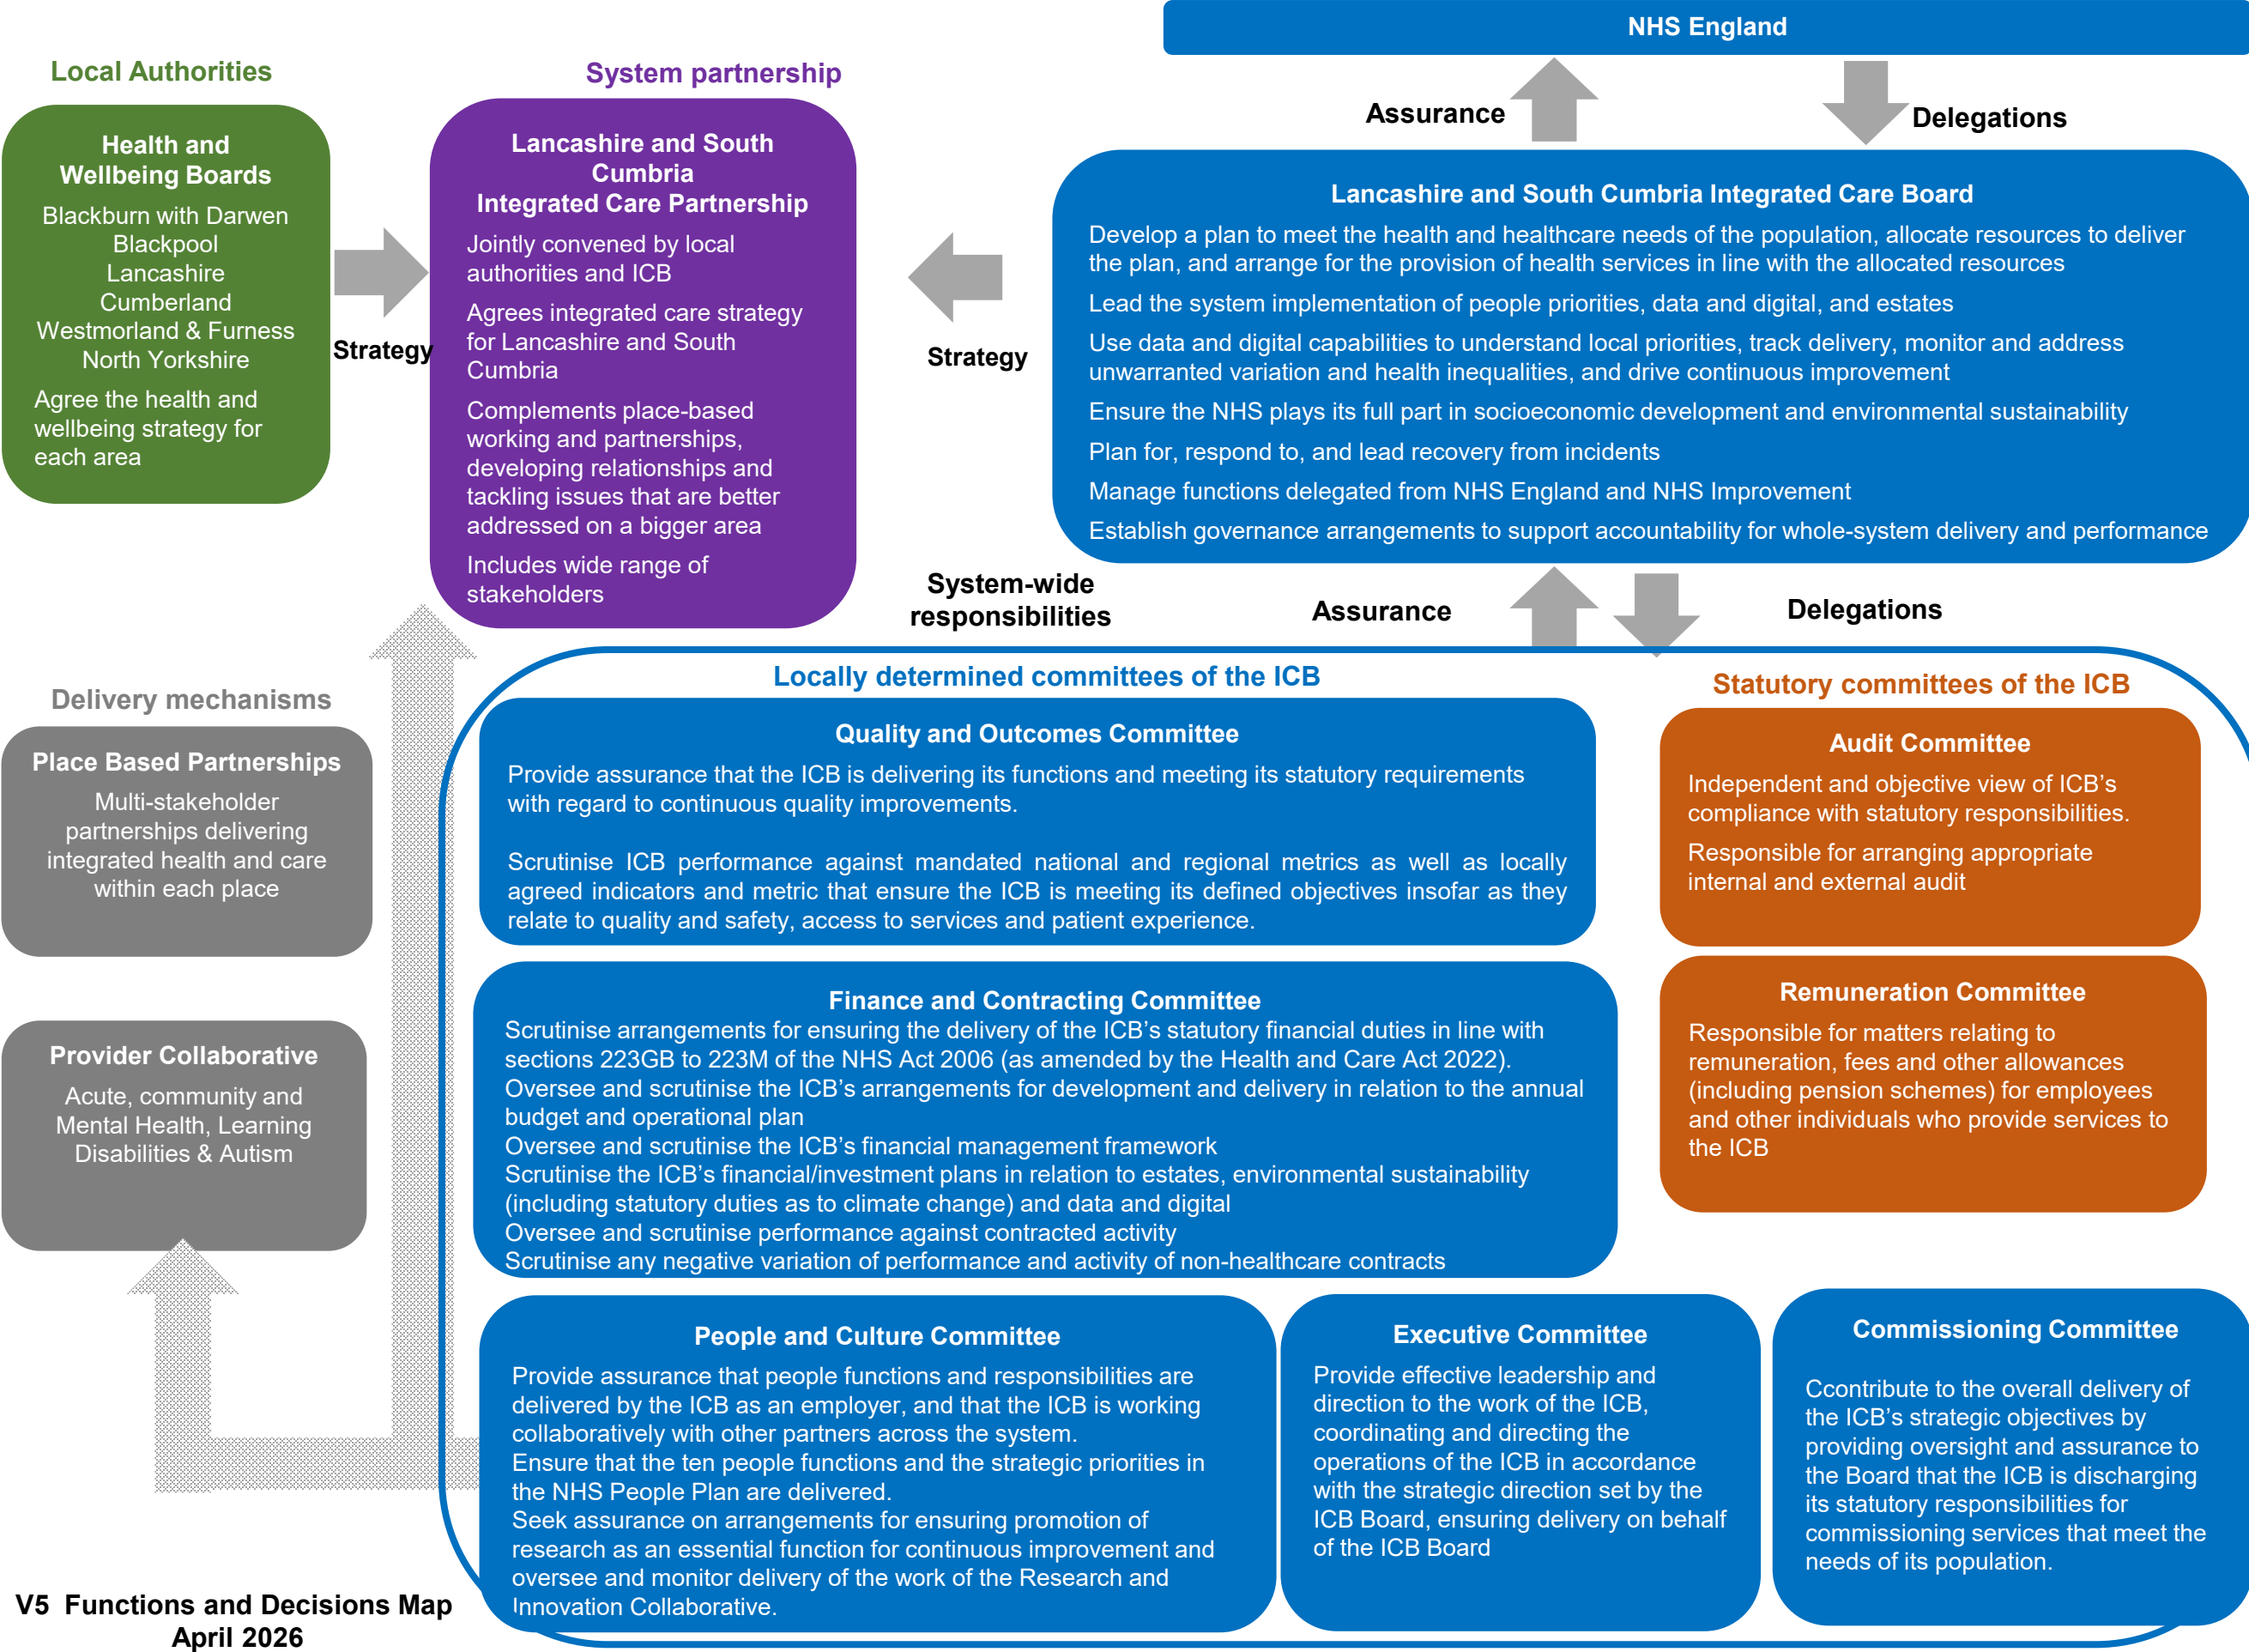 NHS England
Local Authorities
System partnership
Assurance
Delegations
Health and
Wellbeing Boards
Blackburn with Darwen
Blackpool
Lancashire
Cumberland
Westmorland & Furness
North Yorkshire
Agree the health and
wellbeing strategy for
each area
Strategy
Lancashire and South
Cumbria
Integrated Care Partnership
Jointly convened by local
authorities and ICB
Agrees integrated care strategy
for Lancashire and South
Cumbria
Complements place-based
working and partnerships,
developing relationships and
tackling issues that are better
addressed on a bigger area
Includes wide range of
stakeholders
Strategy
Lancashire and South Cumbria Integrated Care Board
Develop a plan to meet the health and healthcare needs of the population, allocate resources to deliver
the plan, and arrange for the provision of health services in line with the allocated resources
Lead the system implementation of people priorities, data and digital, and estates
Use data and digital capabilities to understand local priorities, track delivery, monitor and address
unwarranted variation and health inequalities, and drive continuous improvement
Ensure the NHS plays its full part in socioeconomic development and environmental sustainability
Plan for, respond to, and lead recovery from incidents
Manage functions delegated from NHS England and NHS Improvement
Establish governance arrangements to support accountability for whole-system delivery and performance
System-wide
responsibilities
Assurance
Delegations
Delivery mechanisms
Place Based Partnerships
Multi-stakeholder
partnerships delivering
integrated health and care
within each place
Provider Collaborative
Acute, community and
Mental Health, Learning
Disabilities & Autism
Locally determined committees of the ICB
Quality and Outcomes Committee
Provide assurance that the ICB is delivering its functions and meeting its statutory requirements
with regard to continuous quality improvements.
Scrutinise ICB performance against mandated national and regional metrics as well as locally
agreed indicators and metric that ensure the ICB is meeting its defined objectives insofar as they
relate to quality and safety, access to services and patient experience.
Statutory committees of the ICB
Audit Committee
Independent and objective view of ICB’s
compliance with statutory responsibilities.
Responsible for arranging appropriate
internal and external audit
Finance and Contracting Committee
Scrutinise arrangements for ensuring the delivery of the ICB’s statutory financial duties in line with
sections 223GB to 223M of the NHS Act 2006 (as amended by the Health and Care Act 2022).
Oversee and scrutinise the ICB’s arrangements for development and delivery in relation to the annual
budget and operational plan
Oversee and scrutinise the ICB’s financial management framework
Scrutinise the ICB’s financial/investment plans in relation to estates, environmental sustainability
(including statutory duties as to climate change) and data and digital
Oversee and scrutinise performance against contracted activity
Scrutinise any negative variation of performance and activity of non-healthcare contracts
Remuneration Committee
Responsible for matters relating to
remuneration, fees and other allowances
(including pension schemes) for employees
and other individuals who provide services to
the ICB
People and Culture Committee
Provide assurance that people functions and responsibilities are
delivered by the ICB as an employer, and that the ICB is working
collaboratively with other partners across the system.
Ensure that the ten people functions and the strategic priorities in
the NHS People Plan are delivered.
Seek assurance on arrangements for ensuring promotion of
research as an essential function for continuous improvement and
oversee and monitor delivery of the work of the Research and
Innovation Collaborative.
Executive Committee
Provide effective leadership and
direction to the work of the ICB,
coordinating and directing the
operations of the ICB in accordance
with the strategic direction set by the
ICB Board, ensuring delivery on behalf
of the ICB Board
Commissioning Committee
Ccontribute to the overall delivery of
the ICB’s strategic objectives by
providing oversight and assurance to
the Board that the ICB is discharging
its statutory responsibilities for
commissioning services that meet the
needs of its population.
V5 Functions and Decisions Map
April 2026